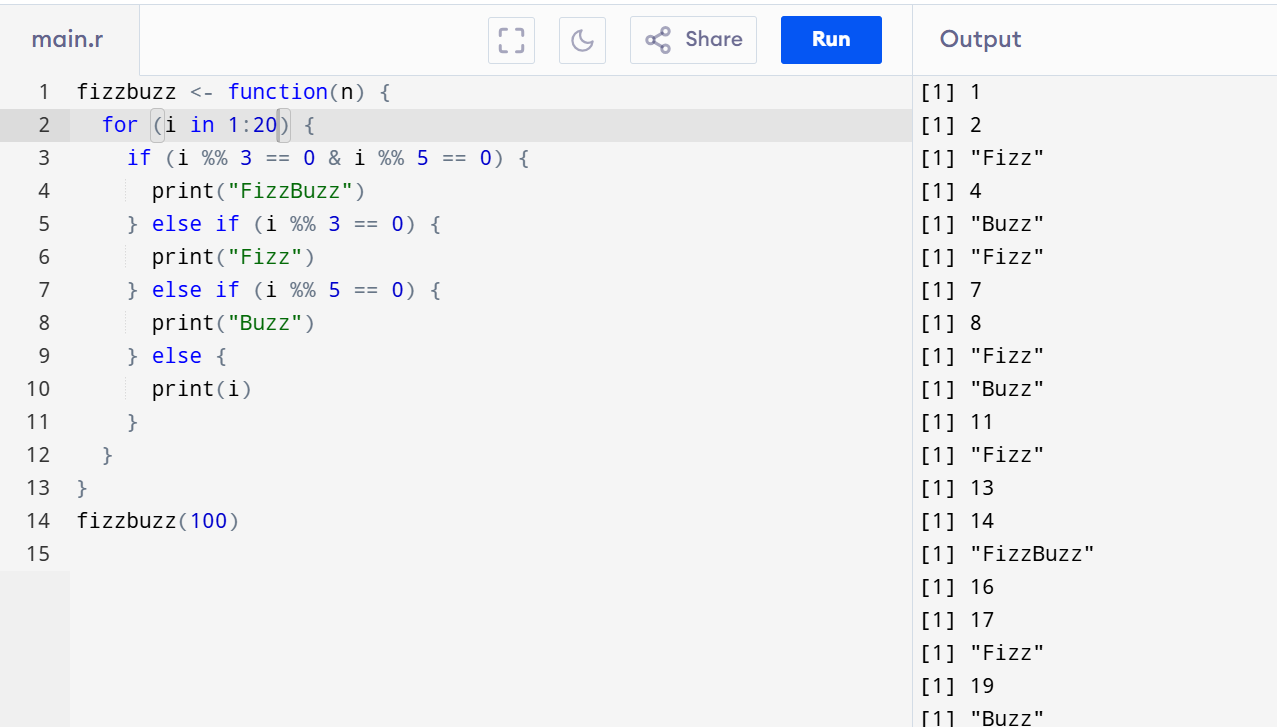 main.r
Share
Run
Output
1 fizzbuzz <- function(n) {
2   for (i in 1:20) {
3     if (i %% 3 == 0 & i %% 5 == 0) {
4       print("FizzBuzz")
5     } else if (i %% 3 == 0) {
6       print("Fizz")
7     } else if (i %% 5 == 0) {
8       print("Buzz")
9     } else {
10       print(i)
11     }
12   }
13 }
14 fizzbuzz(100)
15
[1] 1
[1] 2
[1] "Fizz"
[1] 4
[1] "Buzz"
[1] "Fizz"
[1] 7
[1] 8
[1] "Fizz"
[1] "Buzz"
[1] 11
[1] "Fizz"
[1] 13
[1] 14
[1] "FizzBuzz"
[1] 16
[1] 17
[1] "Fizz"
[1] 19
[1] "Buzz"